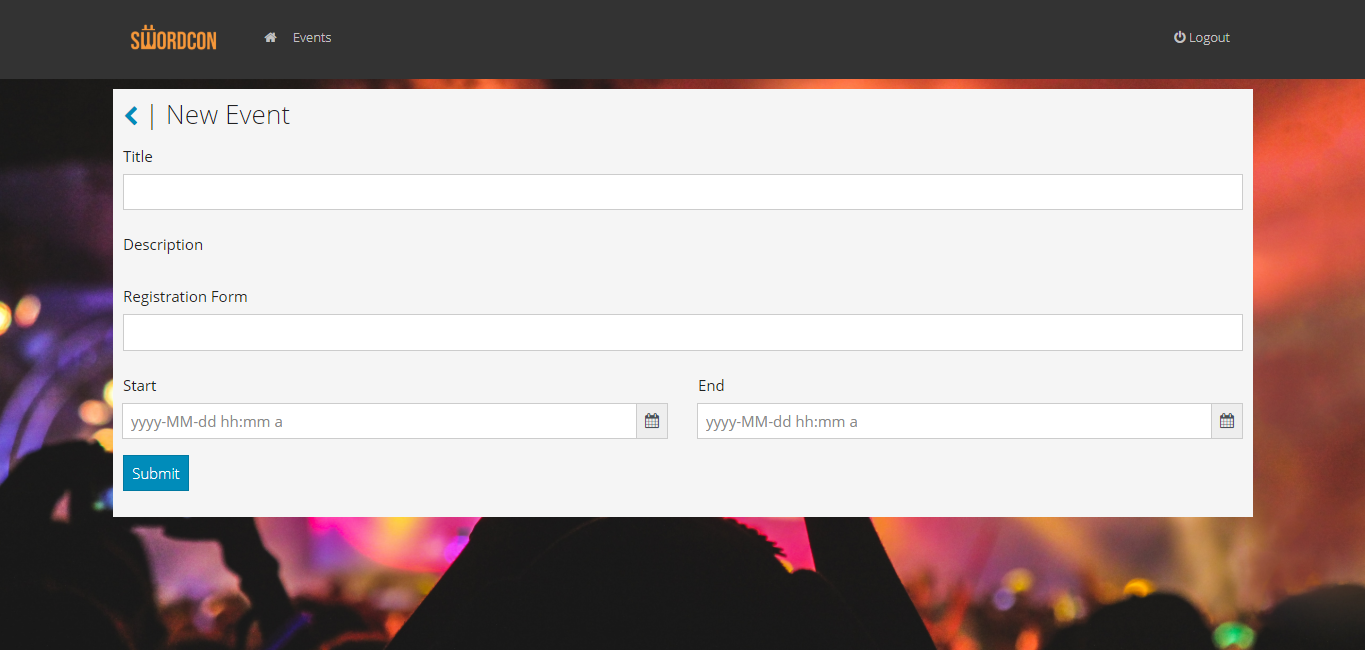 SWORDCON
Events
Logout
New Event
Title
Description
Registration Form
Start
End
yyyy-MM-dd hh:mm a
yyyy-MM-dd hh:mm a
Submit